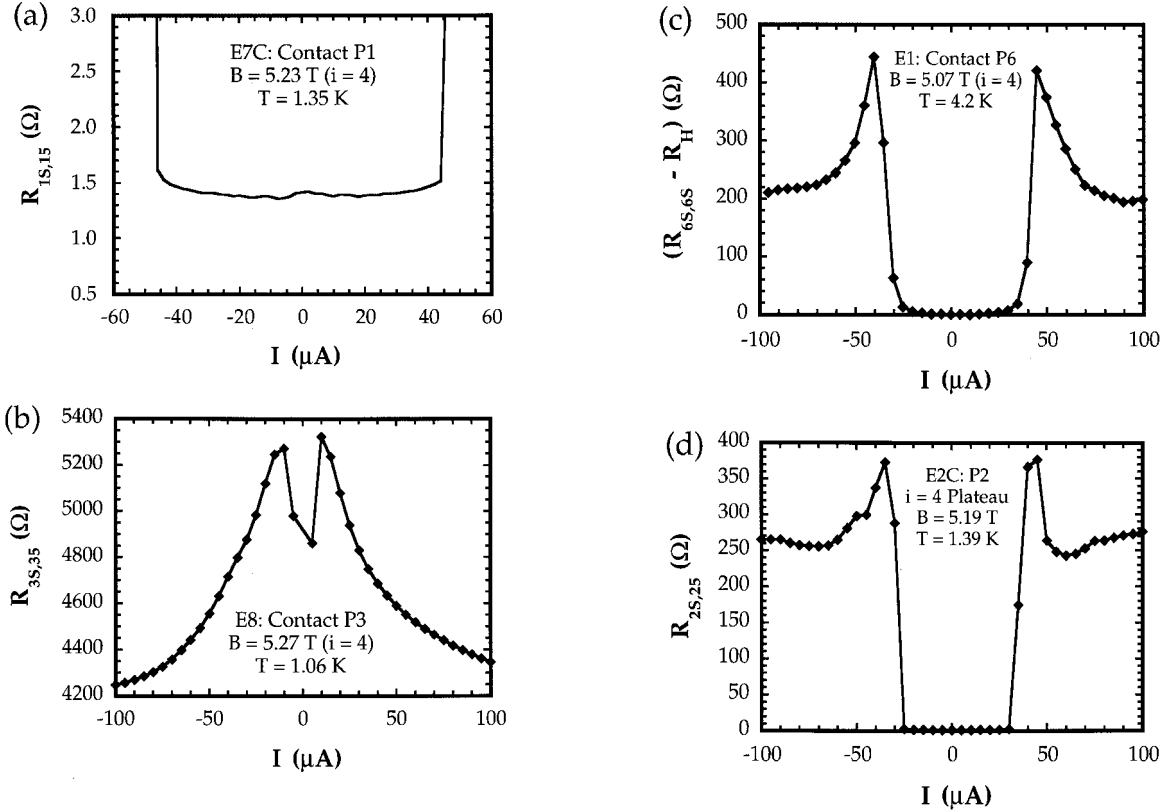 (a)
3.0
2.5
2.0
1.5
1.0
0.5
R1S,15 (Ω)
E7C: Contact P1
B = 5.23 T (i = 4)
T = 1.35 K
-60 -40 -20 0 20 40 60
I (μA)
(b)
5400
5200
5000
4800
4600
4400
4200
R3S,35 (Ω)
E8: Contact P3
B = 5.27 T (i = 4)
T = 1.06 K
-100 -50 0 50 100
I (μA)
(c)
500
400
300
200
100
0
(R6S,6S - RH) (Ω)
E1: Contact P6
B = 5.07 T (i = 4)
T = 4.2 K
-100 -50 0 50 100
I (μA)
(d)
400
350
300
250
200
150
100
50
0
R2S,25 (Ω)
E2C: P2
i = 4 Plateau
B = 5.19 T
T = 1.39 K
-100 -50 0 50 100
I (μA)